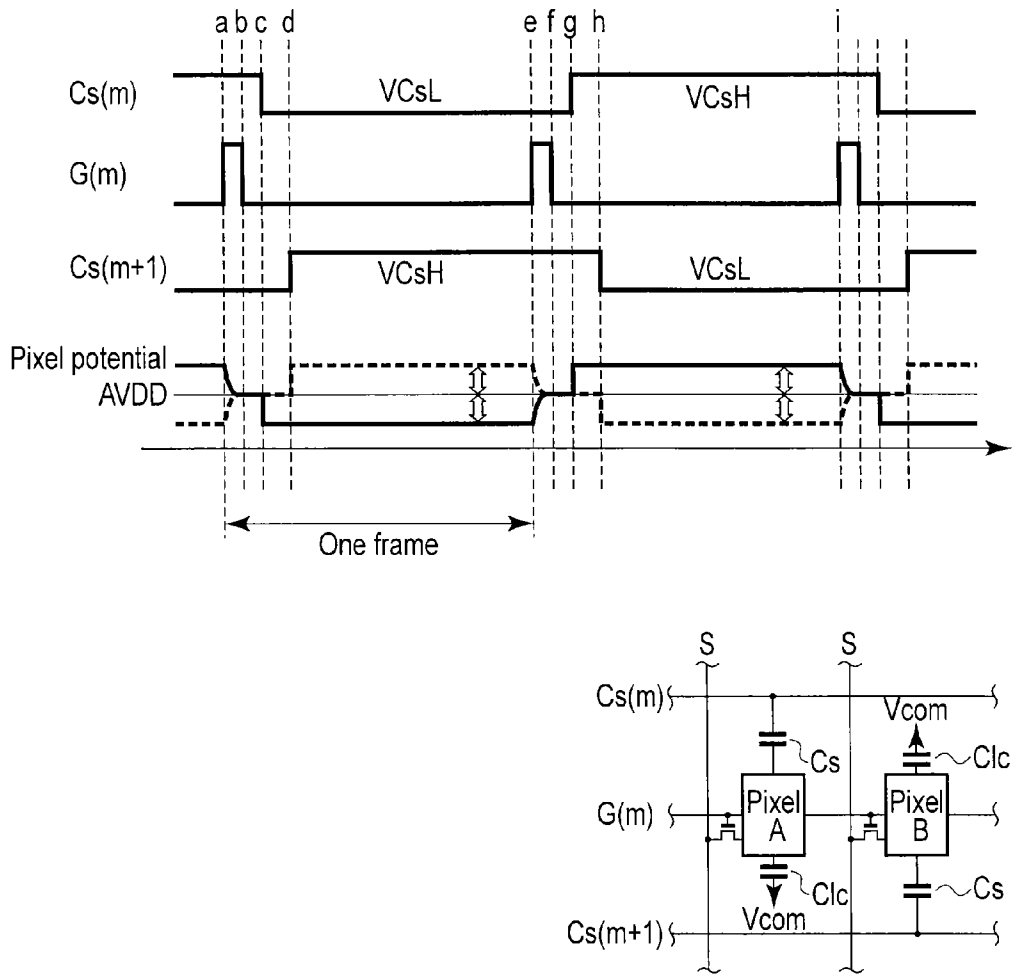 a b c d e f g h i
Cs(m)
VCsL
VCsH
G(m)
Cs(m+1)
VCsH
VCsL
Pixel potential
AVDD
One frame
S S
Cs(m)
Vcom
Cs
Clc
G(m)
Pixel A
Pixel B
Clc
Vcom
Cs
Cs(m+1)